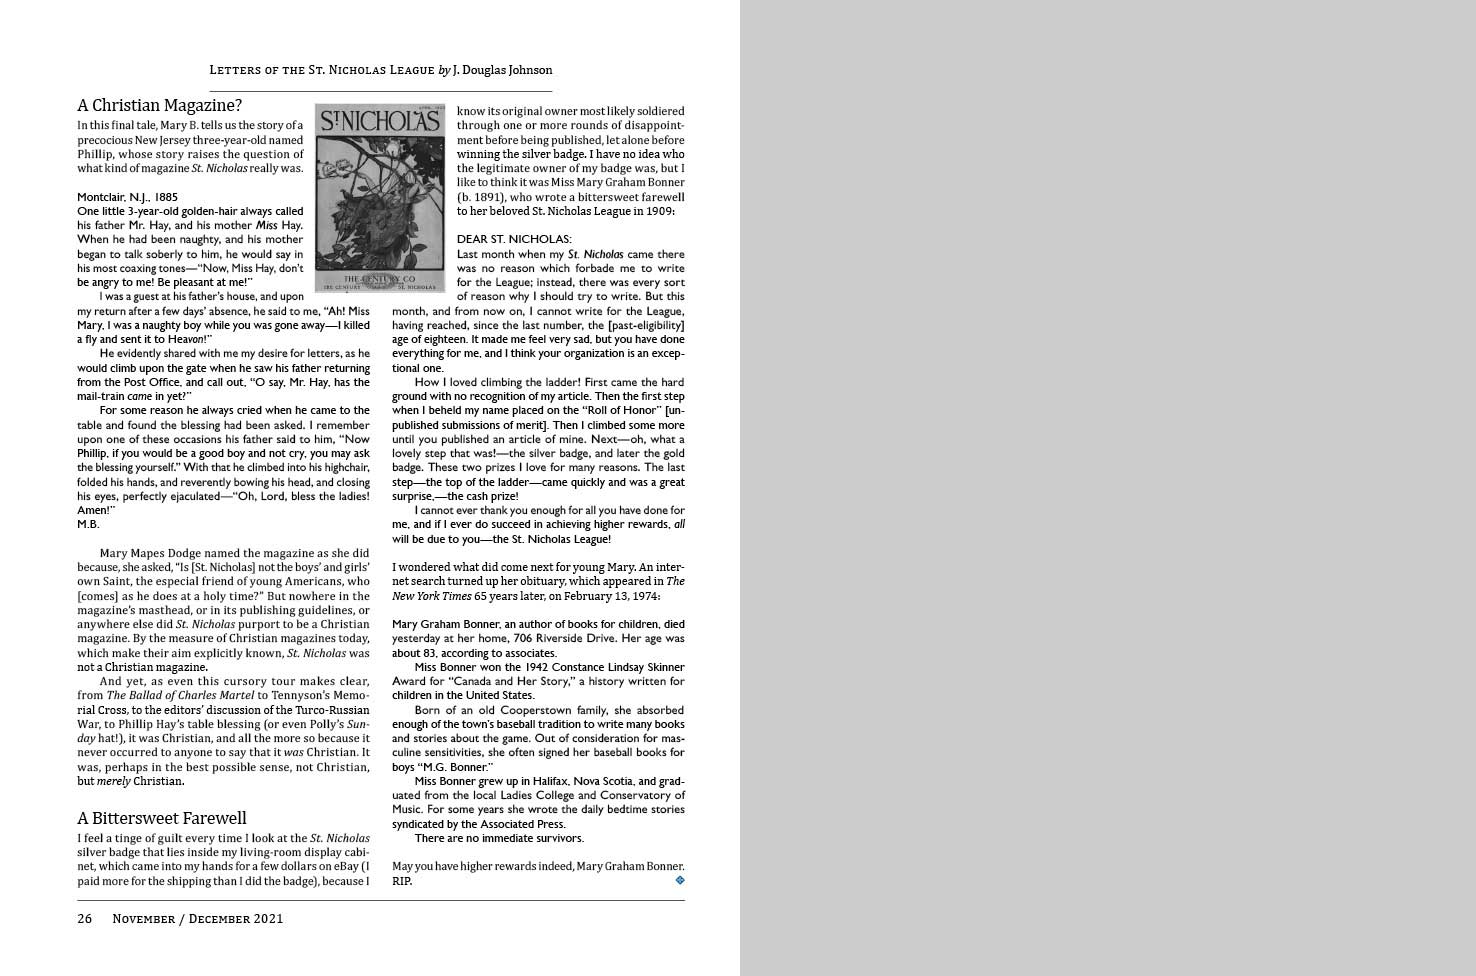 LETTERS OF THE ST. NICHOLAS LEAGUE by J. Douglas Johnson
A Christian Magazine?
In this final tale, Mary B. tells us the story of a
precocious New Jersey three-year-old named
Phillip, whose story raises the question of
what kind of magazine St. Nicholas really was.
Montclair, N.J., 1885
One little 3-year-old golden-hair always called
his father Mr. Hay, and his mother Miss Hay.
When he had been naughty, and his mother
began to talk soberly to him, he would say in
his most coaxing tones—“Now, Miss Hay, don’t
be angry to me! Be pleasant at me!”
I was a guest at his father’s house, and upon
my return after a few days’ absence, he said to me, “Ah! Miss
Mary, I was a naughty boy while you was gone away—I killed
a fly and sent it to Heavon!”
He evidently shared with me my desire for letters, as he
would climb upon the gate when he saw his father returning
from the Post Office, and call out, “O say, Mr. Hay, has the
mail-train came in yet?”
For some reason he always cried when he came to the
table and found the blessing had been asked. I remember
upon one of these occasions his father said to him, “Now
Phillip, if you would be a good boy and not cry, you may ask
the blessing yourself.” With that he climbed into his highchair,
folded his hands, and reverently bowing his head, and closing
his eyes, perfectly ejaculated—“Oh, Lord, bless the ladies!
Amen!”
M.B.
Mary Mapes Dodge named the magazine as she did
because, she asked, “Is [St. Nicholas] not the boys’ and girls’
own Saint, the especial friend of young Americans, who
[comes] as he does at a holy time?” But nowhere in the
magazine’s masthead, or in its publishing guidelines, or
anywhere else did St. Nicholas purport to be a Christian
magazine. By the measure of Christian magazines today,
which make their aim explicitly known, St. Nicholas was
not a Christian magazine.
And yet, as even this cursory tour makes clear,
from The Ballad of Charles Martel to Tennyson’s Memo-
rial Cross, to the editors’ discussion of the Turco-Russian
War, to Phillip Hay’s table blessing (or even Polly’s Sun-
day hat!), it was Christian, and all the more so because it
never occurred to anyone to say that it was Christian. It
was, perhaps in the best possible sense, not Christian,
but merely Christian.
A Bittersweet Farewell
I feel a tinge of guilt every time I look at the St. Nicholas
silver badge that lies inside my living-room display cabi-
net, which came into my hands for a few dollars on eBay (I
paid more for the shipping than I did the badge), because I
ST NICHOLAS
THE CENTURY CO
know its original owner most likely soldiered
through one or more rounds of disappoint-
ment before being published, let alone before
winning the silver badge. I have no idea who
the legitimate owner of my badge was, but I
like to think it was Miss Mary Graham Bonner
(b. 1891), who wrote a bittersweet farewell
to her beloved St. Nicholas League in 1909:
DEAR ST. NICHOLAS:
Last month when my St. Nicholas came there
was no reason which forbade me to write
for the League; instead, there was every sort
of reason why I should try to write. But this
month, and from now on, I cannot write for the League,
having reached, since the last number, the [past-eligibility]
age of eighteen. It made me feel very sad, but you have done
everything for me, and I think your organization is an excep-
tional one.
How I loved climbing the ladder! First came the hard
ground with no recognition of my article. Then the first step
when I beheld my name placed on the “Roll of Honor” [un-
published submissions of merit]. Then I climbed some more
until you published an article of mine. Next—oh, what a
lovely step that was!—the silver badge, and later the gold
badge. These two prizes I love for many reasons. The last
step—the top of the ladder—came quickly and was a great
surprise,—the cash prize!
I cannot ever thank you enough for all you have done for
me, and if I ever do succeed in achieving higher rewards, all
will be due to you—the St. Nicholas League!
I wondered what did come next for young Mary. An inter-
net search turned up her obituary, which appeared in The
New York Times 65 years later, on February 13, 1974:
Mary Graham Bonner, an author of books for children, died
yesterday at her home, 706 Riverside Drive. Her age was
about 83, according to associates.
Miss Bonner won the 1942 Constance Lindsay Skinner
Award for “Canada and Her Story,” a history written for
children in the United States.
Born of an old Cooperstown family, she absorbed
enough of the town’s baseball tradition to write many books
and stories about the game. Out of consideration for mas-
culine sensitivities, she often signed her baseball books for
boys “M.G. Bonner.”
Miss Bonner grew up in Halifax, Nova Scotia, and grad-
uated from the local Ladies College and Conservatory of
Music. For some years she wrote the daily bedtime stories
syndicated by the Associated Press.
There are no immediate survivors.
May you have higher rewards indeed, Mary Graham Bonner.
RIP.
26 NOVEMBER / DECEMBER 2021